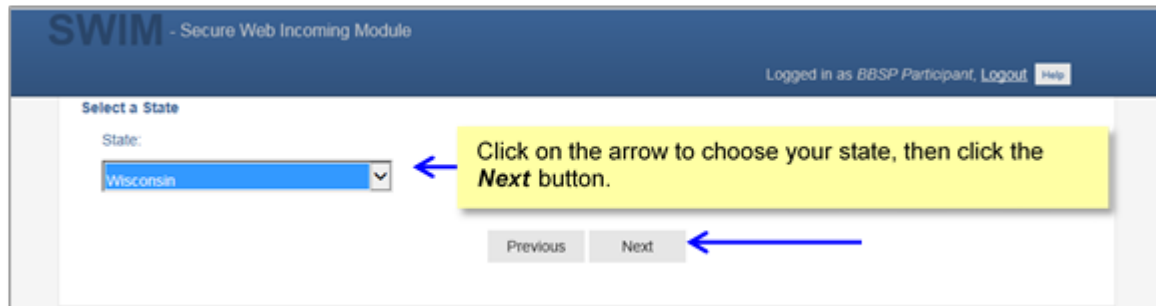 SWIM - Secure Web Incoming Module
Logged in as BBSP Participant, Logout Help
Select a State
State:
Wisconsin
Click on the arrow to choose your state, then click the
Next button.
Previous Next